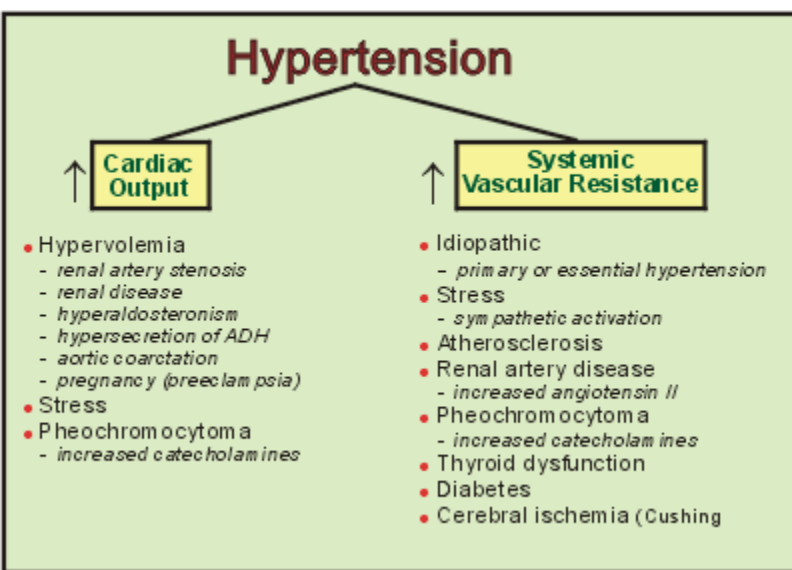 Hypertension
↑ Cardiac
Output
• Hypervolemia
- renal artery stenosis
- renal disease
- hyperaldosteronism
- hypersecretion of ADH
- aortic coarctation
- pregnancy (preeclampsia)
• Stress
• Pheochromocytoma
- increased catecholamines
↑ Systemic
Vascular Resistance
• Idiopathic
- primary or essential hypertension
• Stress
- sympathetic activation
• Atherosclerosis
• Renal artery disease
- increased angiotensin II
• Pheochromocytoma
- increased catecholamines
• Thyroid dysfunction
• Diabetes
• Cerebral ischemia (Cushing